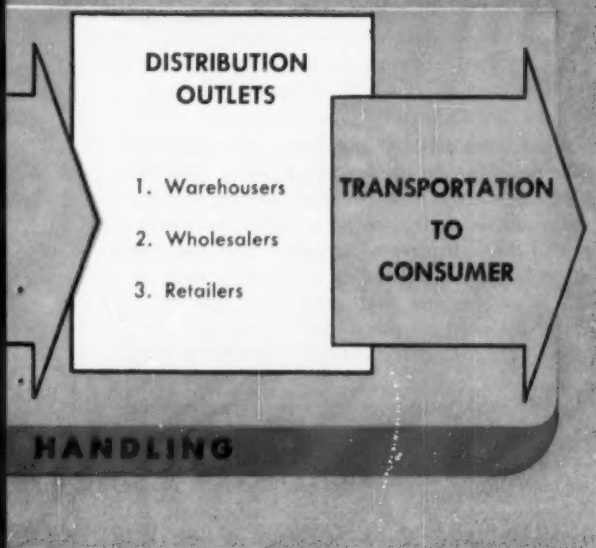 DISTRIBUTION
OUTLETS
1. Warehousers
2. Wholesalers
3. Retailers
TRANSPORTATION
TO
CONSUMER
HANDLING